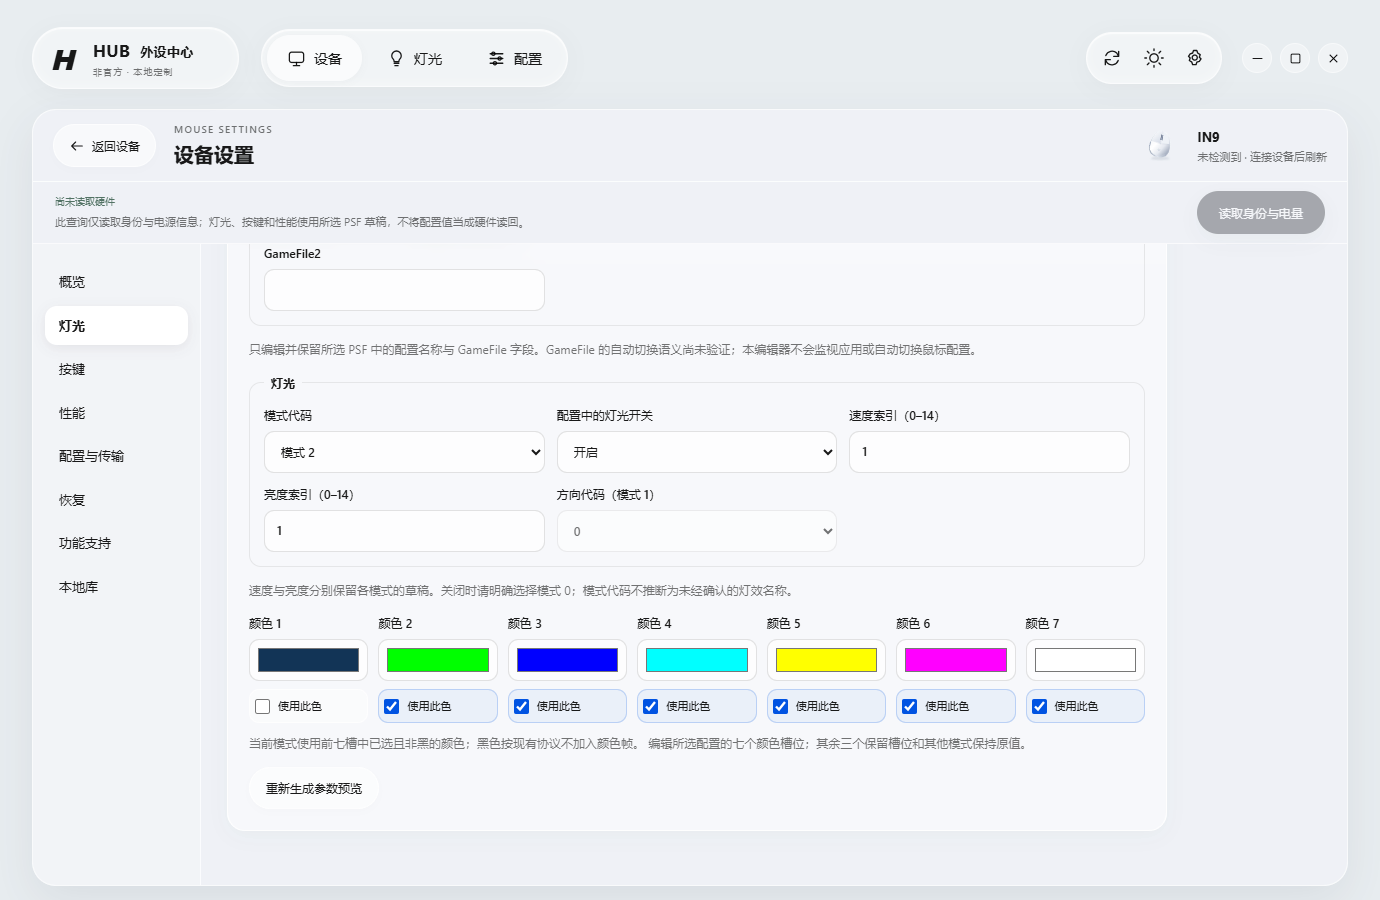 HUB 外设中心
非官方 · 本地定制
设备
灯光
配置
返回设备
MOUSE SETTINGS
设备设置
IN9
未检测到 · 连接设备后刷新
尚未读取硬件
此查询仅读取身份与电源信息；灯光、按键和性能使用所选 PSF 草稿，不将配置值当成硬件读回。
读取身份与电量
概览
灯光
按键
性能
配置与传输
恢复
功能支持
本地库
GameFile2
只编辑并保留所选 PSF 中的配置名称与 GameFile 字段。GameFile 的自动切换语义尚未验证；本编辑器不会监视应用或自动切换鼠标配置。
灯光
模式代码
配置中的灯光开关
速度索引（0–14）
模式 2
开启
1
亮度索引（0–14）
方向代码（模式 1）
1
0
速度与亮度分别保留各模式的草稿。关闭时请明确选择模式 0；模式代码不推断为未经确认的灯效名称。
颜色 1
颜色 2
颜色 3
颜色 4
颜色 5
颜色 6
颜色 7
使用此色
使用此色
使用此色
使用此色
使用此色
使用此色
使用此色
当前模式使用前七槽中已选且非黑的颜色；黑色按现有协议不加入颜色帧。 编辑所选配置的七个颜色槽位；其余三个保留槽位和其他模式保持原值。
重新生成参数预览